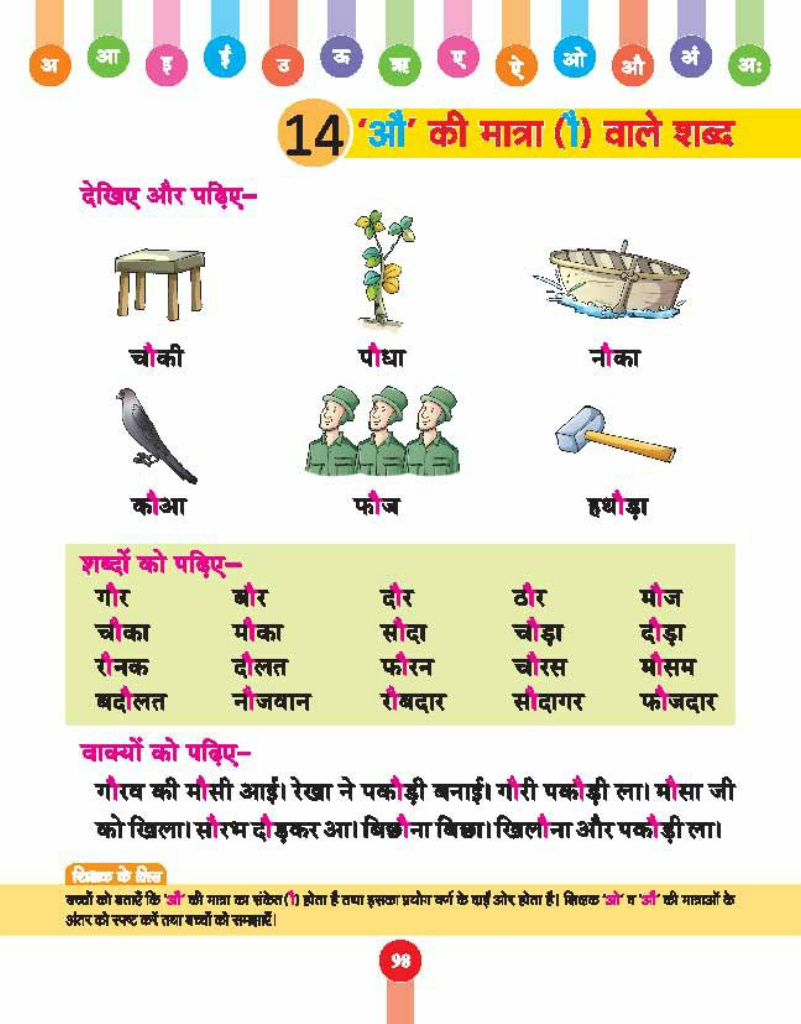 अ आ इ ई उ ऊ ऋ ए ऐ ओ औ अं अः
14 ‘औ’ की मात्रा (ौ) वाले शब्द
देखिए और पढ़िए–
चौकी पौधा नौका
कौआ फौज हथौड़ा
शब्दों को पढ़िए–
गौर बौर दौर ठौर मौज
चौका मौका सौदा चौड़ा दौड़ा
रौनक दौलत फौरन चौरस मौसम
बदौलत नौजवान रौबदार सौदागर फौजदार
वाक्यों को पढ़िए–
गौरव की मौसी आई। रेखा ने पकौड़ी बनाई। गौरी पकौड़ी ला। मौसा जी
को खिला। सौरभ दौड़कर आ। बिछौना बिछा। खिलौना और पकौड़ी ला।
शिक्षक के लिए
बच्चों को बताएँ कि ‘औ’ की मात्रा का संकेत (ौ) होता है तथा इसका प्रयोग वर्ण के दाईं ओर होता है। शिक्षक ‘ओ’ व ‘औ’ की मात्राओं के
अंतर को स्पष्ट करें तथा बच्चों को समझाएँ।
98